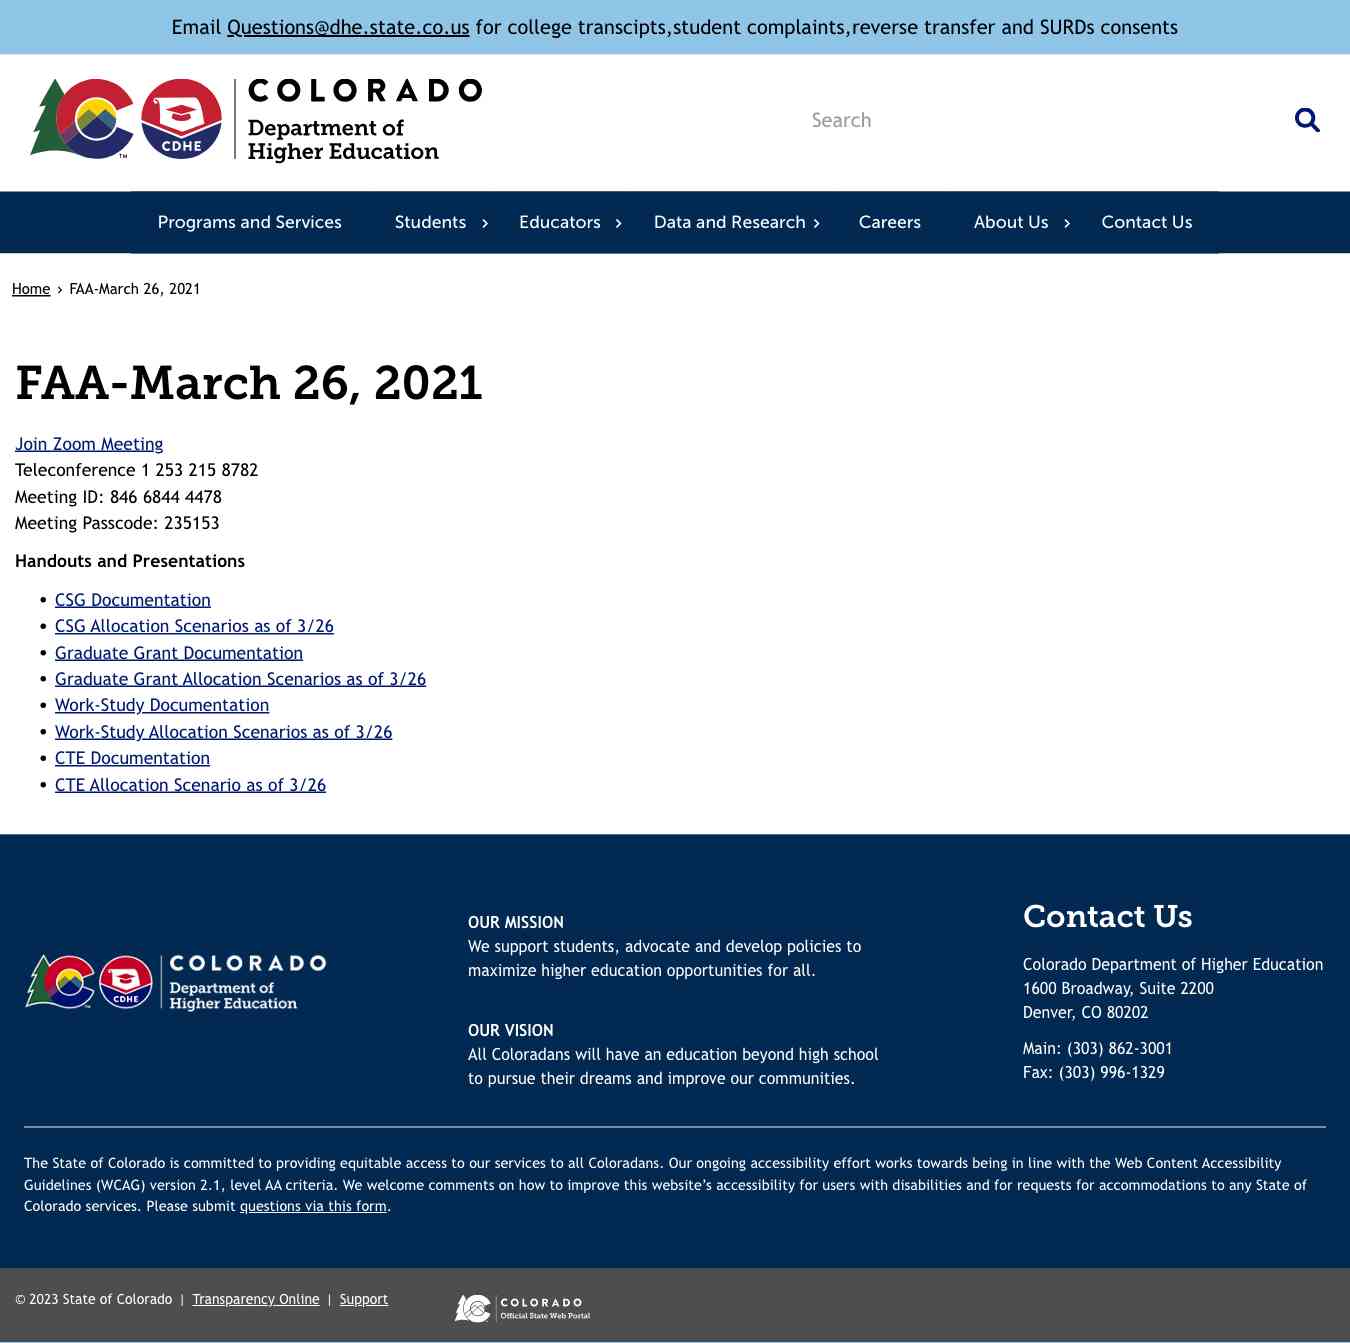 Email Questions@dhe.state.co.us for college transcipts,student complaints,reverse transfer and SURDs consents
COLORADO
Department of
Higher Education
CDHE
TM
Search
Programs and Services Students Educators Data and Research Careers About Us Contact Us
Home › FAA-March 26, 2021
FAA-March 26, 2021
Join Zoom Meeting
Teleconference 1 253 215 8782
Meeting ID: 846 6844 4478
Meeting Passcode: 235153
Handouts and Presentations
• CSG Documentation
• CSG Allocation Scenarios as of 3/26
• Graduate Grant Documentation
• Graduate Grant Allocation Scenarios as of 3/26
• Work-Study Documentation
• Work-Study Allocation Scenarios as of 3/26
• CTE Documentation
• CTE Allocation Scenario as of 3/26
COLORADO
Department of
Higher Education
CDHE
OUR MISSION
We support students, advocate and develop policies to
maximize higher education opportunities for all.
OUR VISION
All Coloradans will have an education beyond high school
to pursue their dreams and improve our communities.
Contact Us
Colorado Department of Higher Education
1600 Broadway, Suite 2200
Denver, CO 80202
Main: (303) 862-3001
Fax: (303) 996-1329
The State of Colorado is committed to providing equitable access to our services to all Coloradans. Our ongoing accessibility effort works towards being in line with the Web Content Accessibility
Guidelines (WCAG) version 2.1, level AA criteria. We welcome comments on how to improve this website’s accessibility for users with disabilities and for requests for accommodations to any State of
Colorado services. Please submit questions via this form.
© 2023 State of Colorado | Transparency Online | Support
COLORADO
Official State Web Portal